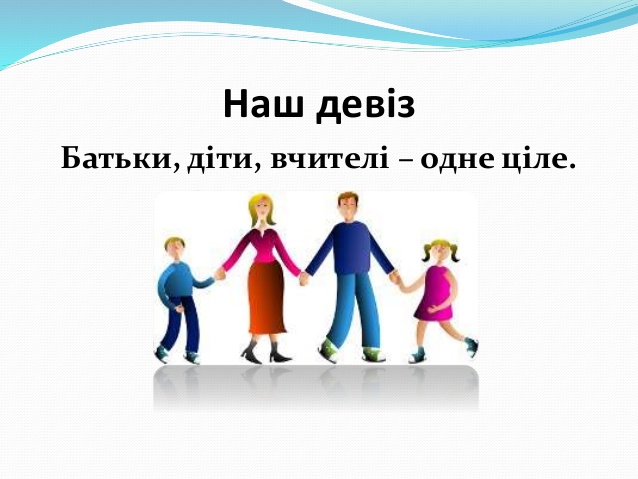 Наш девіз
Батьки, діти, вчителі – одне ціле.